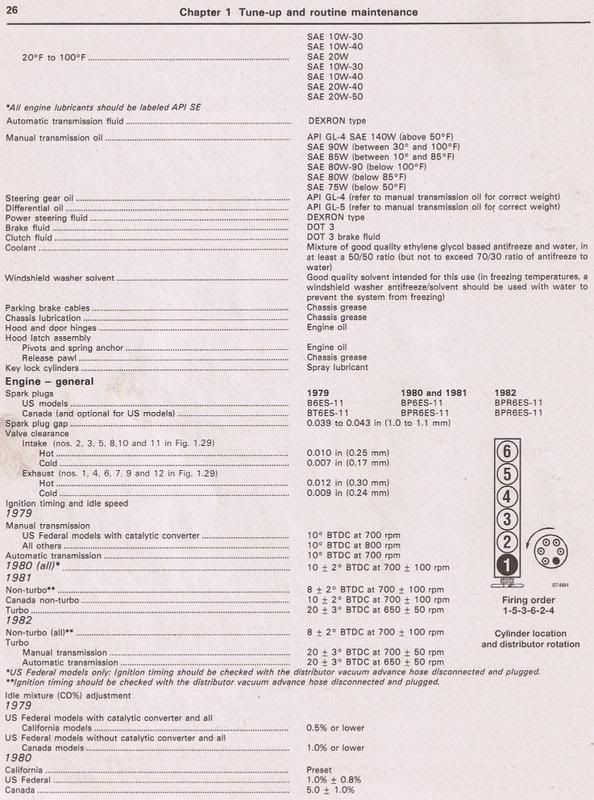 26
Chapter 1 Tune-up and routine maintenance
SAE 10W-30
SAE 10W-40
20°F to 100°F SAE 20W
SAE 10W-30
SAE 10W-40
SAE 20W-40
SAE 20W-50
*All engine lubricants should be labeled API SE
Automatic transmission fluid DEXRON type
Manual transmission oil API GL-4 SAE 140W (above 50°F)
SAE 90W (between 30° and 100°F)
SAE 85W (between 10° and 85°F)
SAE 80W-90 (below 100°F)
SAE 80W (below 85°F)
SAE 75W (below 50°F)
Steering gear oil API GL-4 (refer to manual transmission oil for correct weight)
Differential oil API GL-5 (refer to manual transmission oil for correct weight)
Power steering fluid DEXRON type
Brake fluid DOT 3
Clutch fluid DOT 3 brake fluid
Coolant Mixture of good quality ethylene glycol based antifreeze and water, in
at least a 50/50 ratio (but not to exceed 70/30 ratio of antifreeze to
water)
Windshield washer solvent Good quality solvent intended for this use (in freezing temperatures, a
windshield washer antifreeze/solvent should be used with water to
prevent the system from freezing)
Parking brake cables Chassis grease
Chassis lubrication Chassis grease
Hood and door hinges Engine oil
Hood latch assembly
Pivots and spring anchor Engine oil
Release pawl Chassis grease
Key lock cylinders Spray lubricant
Engine – general
Spark plugs 1979 1980 and 1981 1982
US models B6ES-11 BP6ES-11 BPR6ES-11
Canada (and optional for US models) BT6ES-11 BPR6ES-11 BPR6ES-11
Spark plug gap 0.039 to 0.043 in (1.0 to 1.1 mm)
Valve clearance
Intake (nos. 2, 3, 5, 8,10 and 11 in Fig. 1.29)
Hot 0.010 in (0.25 mm)
Cold 0.007 in (0.17 mm)
Exhaust (nos. 1, 4, 6, 7, 9 and 12 in Fig. 1.29)
Hot 0.012 in (0.30 mm)
Cold 0.009 in (0.24 mm)
Ignition timing and idle speed
1979
Manual transmission
US Federal models with catalytic converter 10° BTDC at 700 rpm
All others 10° BTDC at 800 rpm
Automatic transmission 10° BTDC at 700 rpm
1980 (all)* 10 ± 2° BTDC at 700 ± 100 rpm
1981
Non-turbo** 8 ± 2° BTDC at 700 ± 100 rpm
Canada non-turbo 10 ± 2° BTDC at 700 ± 100 rpm
Turbo 20 ± 3° BTDC at 650 ± 50 rpm
1982
Non-turbo (all)** 8 ± 2° BTDC at 700 ± 100 rpm
Turbo
Manual transmission 20 ± 3° BTDC at 700 ± 50 rpm
Automatic transmission 20 ± 3° BTDC at 650 ± 50 rpm
6
5
4
3
2
1
0746H
Firing order
1-5-3-6-2-4
Cylinder location
and distributor rotation
*US Federal models only: Ignition timing should be checked with the distributor vacuum advance hose disconnected and plugged.
**Ignition timing should be checked with the distributor vacuum advance hose disconnected and plugged.
Idle mixture (CO%) adjustment
1979
US Federal models with catalytic converter and all
California models 0.5% or lower
US Federal models without catalytic converter and all
Canada models 1.0% or lower
1980
California Preset
US Federal 1.0% ± 0.8%
Canada 5.0 ± 1.0%